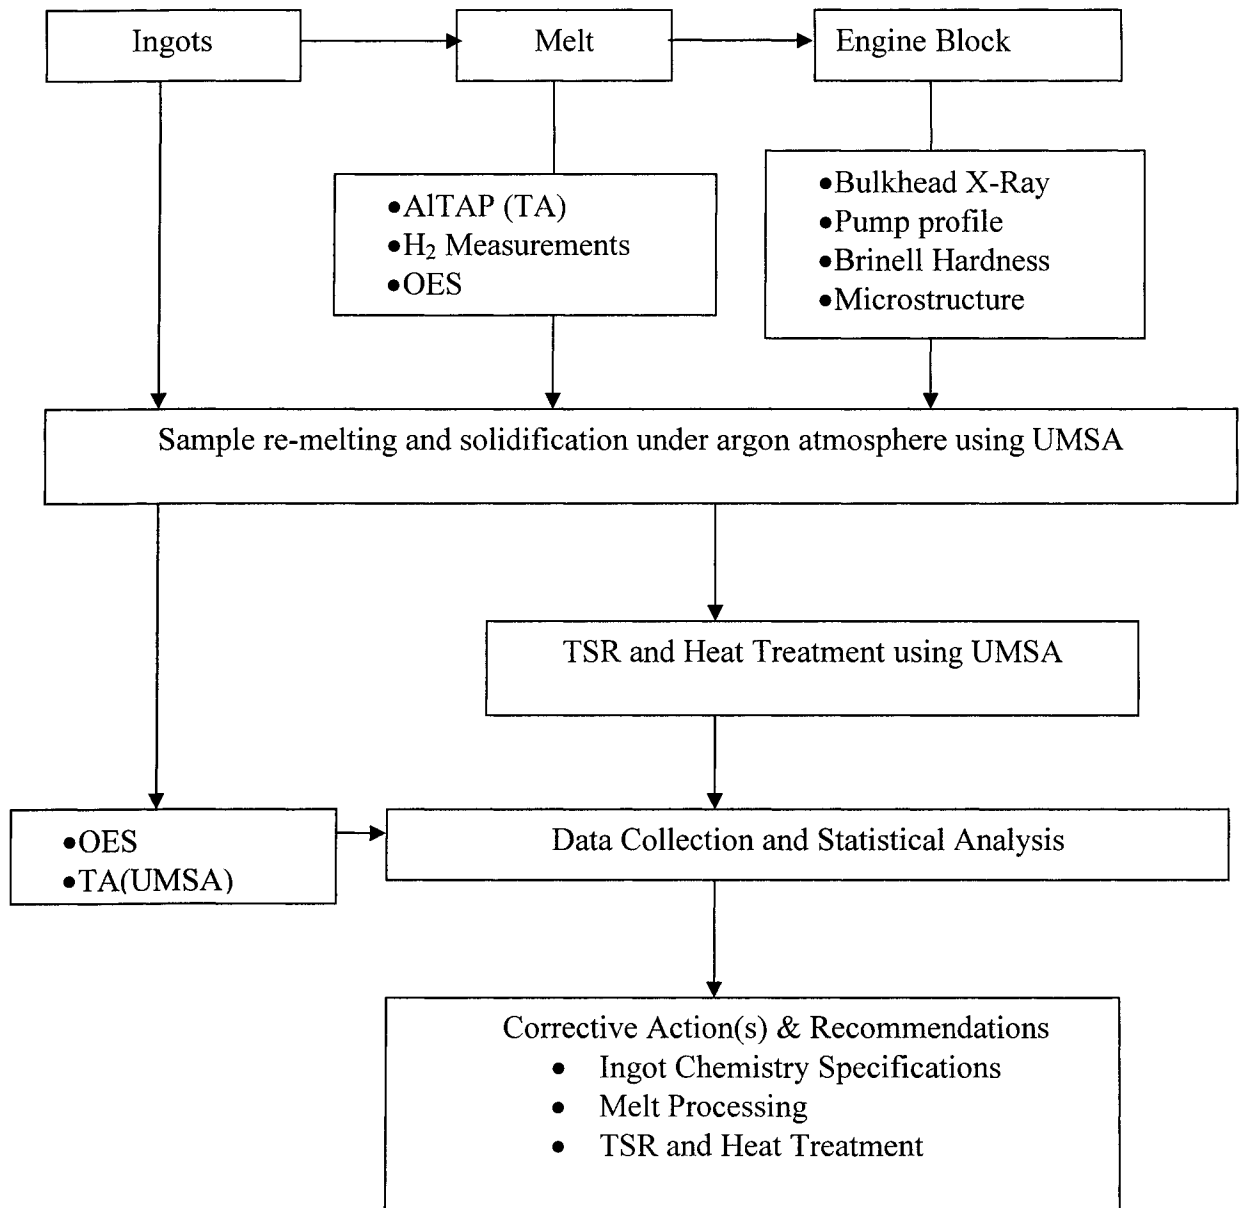 Ingots
Melt
Engine Block
•AlTAP (TA)
•H₂ Measurements
•OES
•Bulkhead X-Ray
•Pump profile
•Brinell Hardness
•Microstructure
Sample re-melting and solidification under argon atmosphere using UMSA
TSR and Heat Treatment using UMSA
•OES
•TA(UMSA)
Data Collection and Statistical Analysis
Corrective Action(s) & Recommendations
• Ingot Chemistry Specifications
• Melt Processing
• TSR and Heat Treatment